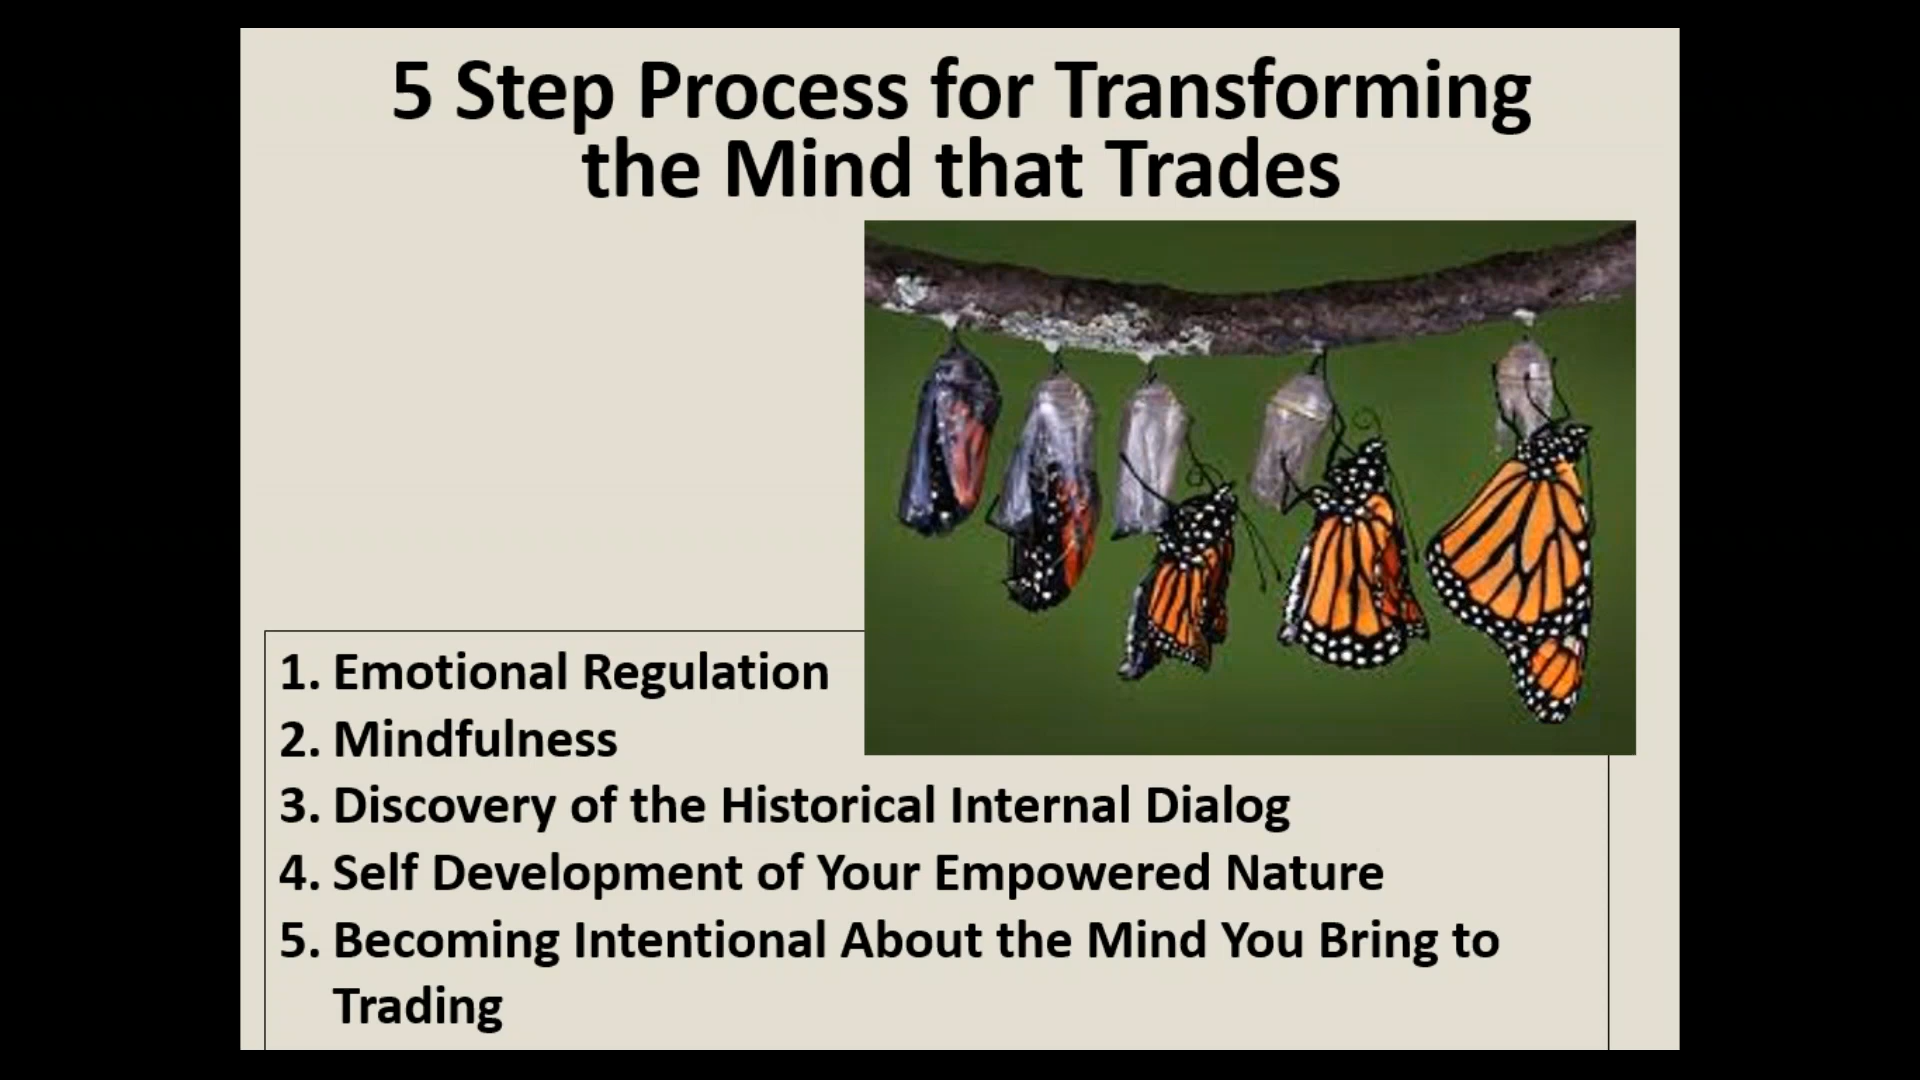 5 Step Process for Transforming
the Mind that Trades
1. Emotional Regulation
2. Mindfulness
3. Discovery of the Historical Internal Dialog
4. Self Development of Your Empowered Nature
5. Becoming Intentional About the Mind You Bring to
Trading